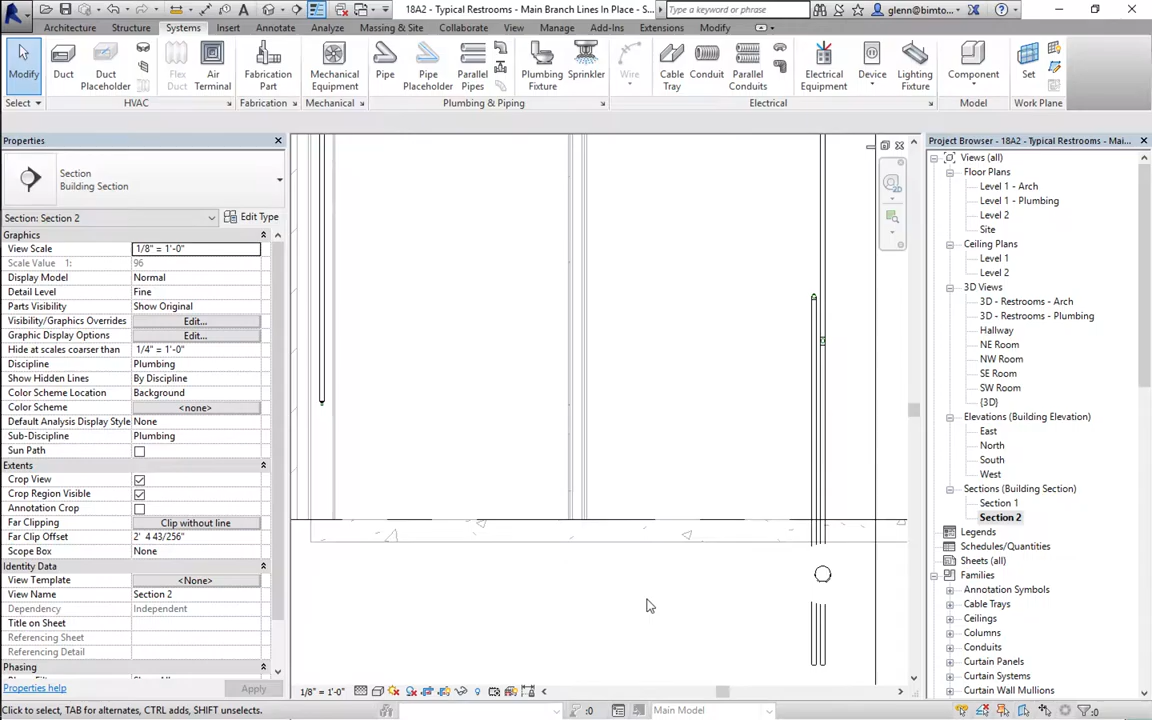 18A2 - Typical Restrooms - Main Branch Lines In Place - S...
Type a keyword or phrase
glenn@bimto...
Architecture Structure Systems Insert Annotate Analyze Massing & Site Collaborate View Manage Add-Ins Extensions Modify
Modify
Duct
Duct Placeholder
Flex Duct
Air Terminal
Fabrication Part
Mechanical Equipment
Pipe
Pipe Placeholder
Parallel Pipes
Plumbing Fixture
Sprinkler
Wire
Cable Tray
Conduit
Parallel Conduits
Electrical Equipment
Device
Lighting Fixture
Component
Set
Select HVAC Fabrication Mechanical Plumbing & Piping Electrical Model Work Plane
Properties
Section
Building Section
Section: Section 2
Edit Type
Graphics
View Scale 1/8" = 1'-0"
Scale Value 1: 96
Display Model Normal
Detail Level Fine
Parts Visibility Show Original
Visibility/Graphics Overrides Edit...
Graphic Display Options Edit...
Hide at scales coarser than 1/4" = 1'-0"
Discipline Plumbing
Show Hidden Lines By Discipline
Color Scheme Location Background
Color Scheme <none>
Default Analysis Display Style None
Sub-Discipline Plumbing
Sun Path
Extents
Crop View
Crop Region Visible
Annotation Crop
Far Clipping Clip without line
Far Clip Offset 2' 4 43/256"
Scope Box None
Identity Data
View Template <None>
View Name Section 2
Dependency Independent
Title on Sheet
Referencing Sheet
Referencing Detail
Phasing
Properties help
Apply
1/8" = 1'-0"
Click to select, TAB for alternates, CTRL adds, SHIFT unselects.
:0
Main Model
:0
Project Browser - 18A2 - Typical Restrooms - Mai...
Views (all)
Floor Plans
Level 1 - Arch
Level 1 - Plumbing
Level 2
Site
Ceiling Plans
Level 1
Level 2
3D Views
3D - Restrooms - Arch
3D - Restrooms - Plumbing
Hallway
NE Room
NW Room
SE Room
SW Room
{3D}
Elevations (Building Elevation)
East
North
South
West
Sections (Building Section)
Section 1
Section 2
Legends
Schedules/Quantities
Sheets (all)
Families
Annotation Symbols
Cable Trays
Ceilings
Columns
Conduits
Curtain Panels
Curtain Systems
Curtain Wall Mullions